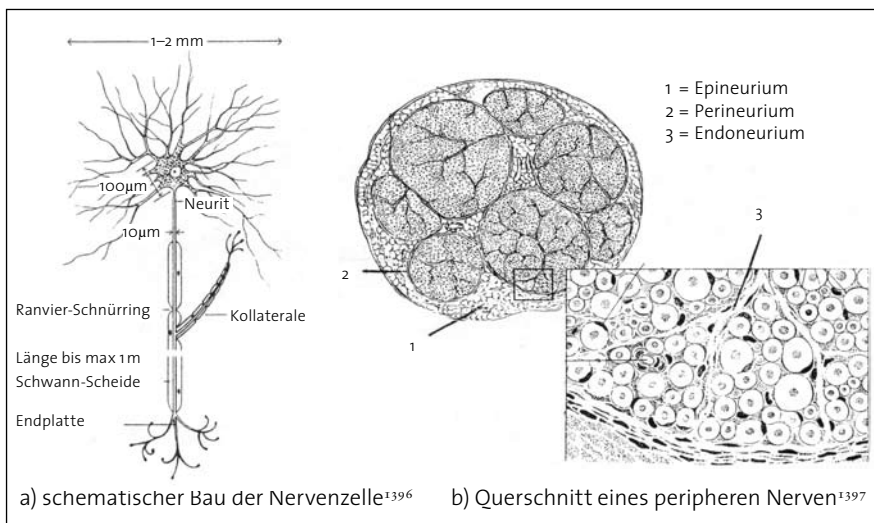 1–2 mm
100µm
Neurit
10µm
Ranvier-Schnürring
Kollaterale
Länge bis max 1 m
Schwann-Scheide
Endplatte
a) schematischer Bau der Nervenzelle¹³⁹⁶
1 = Epineurium
2 = Perineurium
3 = Endoneurium
3
2
1
b) Querschnitt eines peripheren Nerven¹³⁹⁷